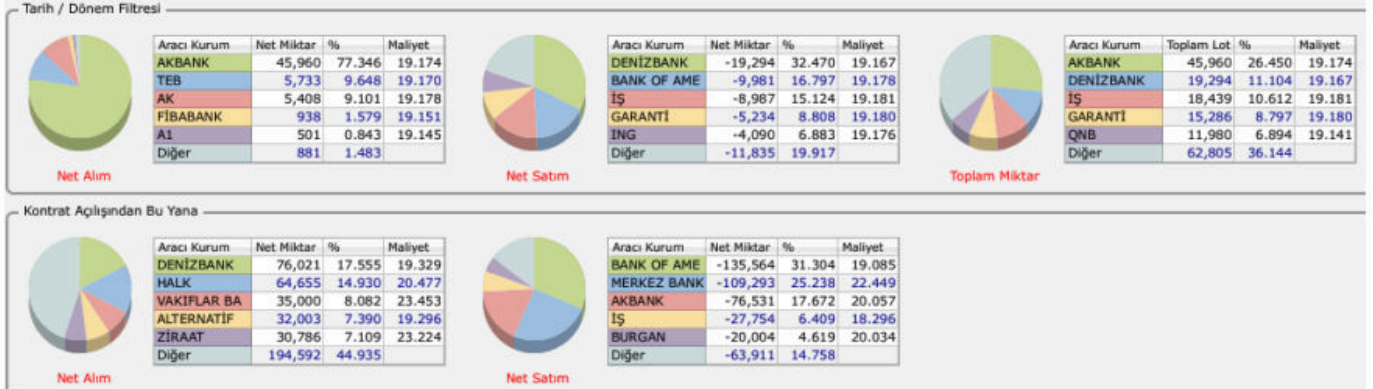 Tarih / Dönem Filtresi
Aracı Kurum Net Miktar % Maliyet
AKBANK 45,960 77.346 19.174
TEB 5,733 9.648 19.170
AK 5,408 9.101 19.178
FİBABANK 938 1.579 19.151
A1 501 0.843 19.145
Diğer 881 1.483
Net Alım
Aracı Kurum Net Miktar % Maliyet
DENİZBANK -19,294 32.470 19.167
BANK OF AME -9,981 16.797 19.178
İŞ -8,987 15.124 19.181
GARANTİ -5,234 8.808 19.180
ING -4,090 6.883 19.176
Diğer -11,835 19.917
Net Satım
Aracı Kurum Toplam Lot % Maliyet
AKBANK 45,960 26.450 19.174
DENİZBANK 19,294 11.104 19.167
İŞ 18,439 10.612 19.181
GARANTİ 15,286 8.797 19.180
QNB 11,980 6.894 19.141
Diğer 62,805 36.144
Toplam Miktar
Kontrat Açılışından Bu Yana
Aracı Kurum Net Miktar % Maliyet
DENİZBANK 76,021 17.555 19.329
HALK 64,655 14.930 20.477
VAKIFLAR BA 35,000 8.082 23.453
ALTERNATİF 32,003 7.390 19.296
ZİRAAT 30,786 7.109 23.224
Diğer 194,592 44.935
Net Alım
Aracı Kurum Net Miktar % Maliyet
BANK OF AME -135,564 31.304 19.085
MERKEZ BANK -109,293 25.238 22.449
AKBANK -76,531 17.672 20.057
İŞ -27,754 6.409 18.296
BURGAN -20,004 4.619 20.034
Diğer -63,911 14.758
Net Satım